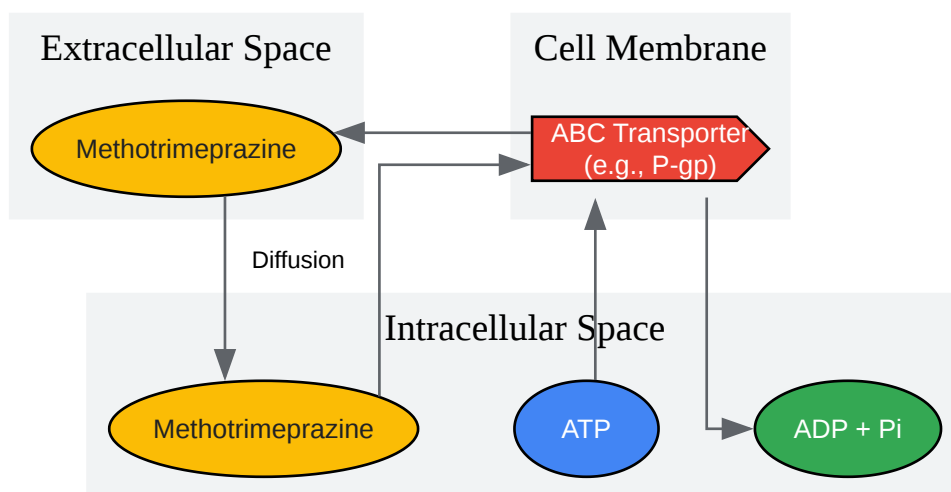 Extracellular Space
Cell Membrane
Methotrimeprazine
ABC Transporter
(e.g., P-gp)
Diffusion
Intracellular Space
Methotrimeprazine
ATP
ADP + Pi